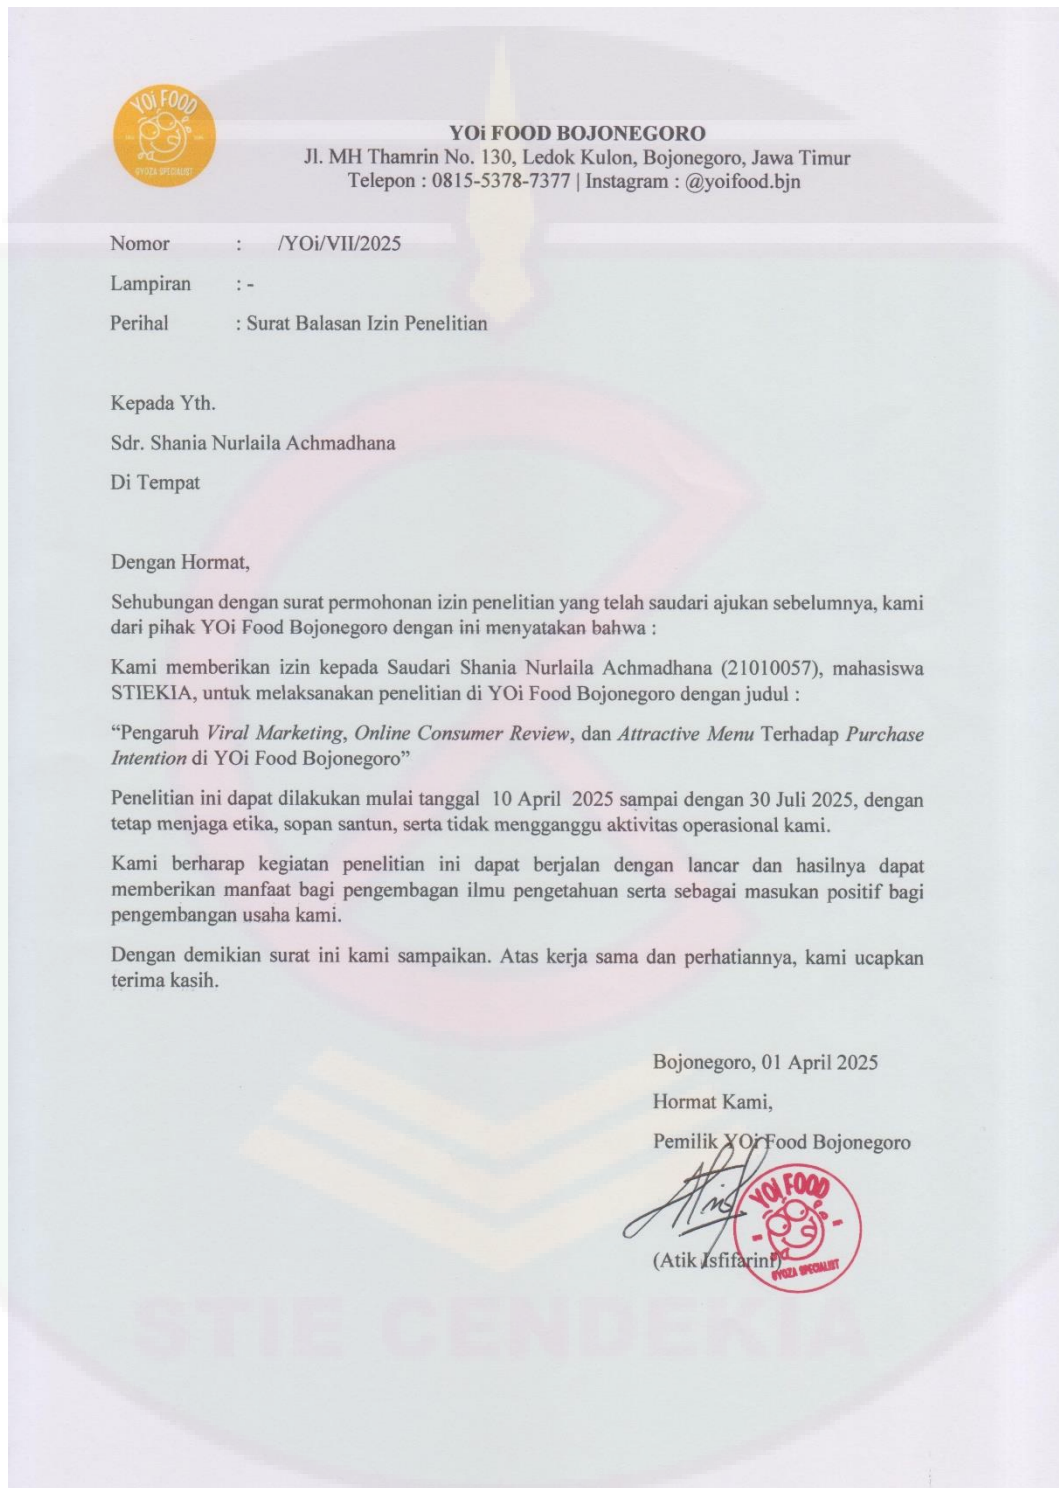 YOi FOOD
GYOZA SPECIALIST
YOi FOOD BOJONEGORO
Jl. MH Thamrin No. 130, Ledok Kulon, Bojonegoro, Jawa Timur
Telepon : 0815-5378-7377 | Instagram : @yoifood.bjn
Nomor : /YOi/VII/2025
Lampiran : -
Perihal : Surat Balasan Izin Penelitian
Kepada Yth.
Sdr. Shania Nurlaila Achmadhana
Di Tempat
Dengan Hormat,
Sehubungan dengan surat permohonan izin penelitian yang telah saudari ajukan sebelumnya, kami
dari pihak YOi Food Bojonegoro dengan ini menyatakan bahwa :
Kami memberikan izin kepada Saudari Shania Nurlaila Achmadhana (21010057), mahasiswa
STIEKIA, untuk melaksanakan penelitian di YOi Food Bojonegoro dengan judul :
“Pengaruh Viral Marketing, Online Consumer Review, dan Attractive Menu Terhadap Purchase
Intention di YOi Food Bojonegoro”
Penelitian ini dapat dilakukan mulai tanggal 10 April 2025 sampai dengan 30 Juli 2025, dengan
tetap menjaga etika, sopan santun, serta tidak mengganggu aktivitas operasional kami.
Kami berharap kegiatan penelitian ini dapat berjalan dengan lancar dan hasilnya dapat
memberikan manfaat bagi pengembagan ilmu pengetahuan serta sebagai masukan positif bagi
pengembangan usaha kami.
Dengan demikian surat ini kami sampaikan. Atas kerja sama dan perhatiannya, kami ucapkan
terima kasih.
Bojonegoro, 01 April 2025
Hormat Kami,
Pemilik YOi Food Bojonegoro
YOi FOOD
(Atik Isfifarini)
GYOZA SPECIALIST
STIE CENDEKIA